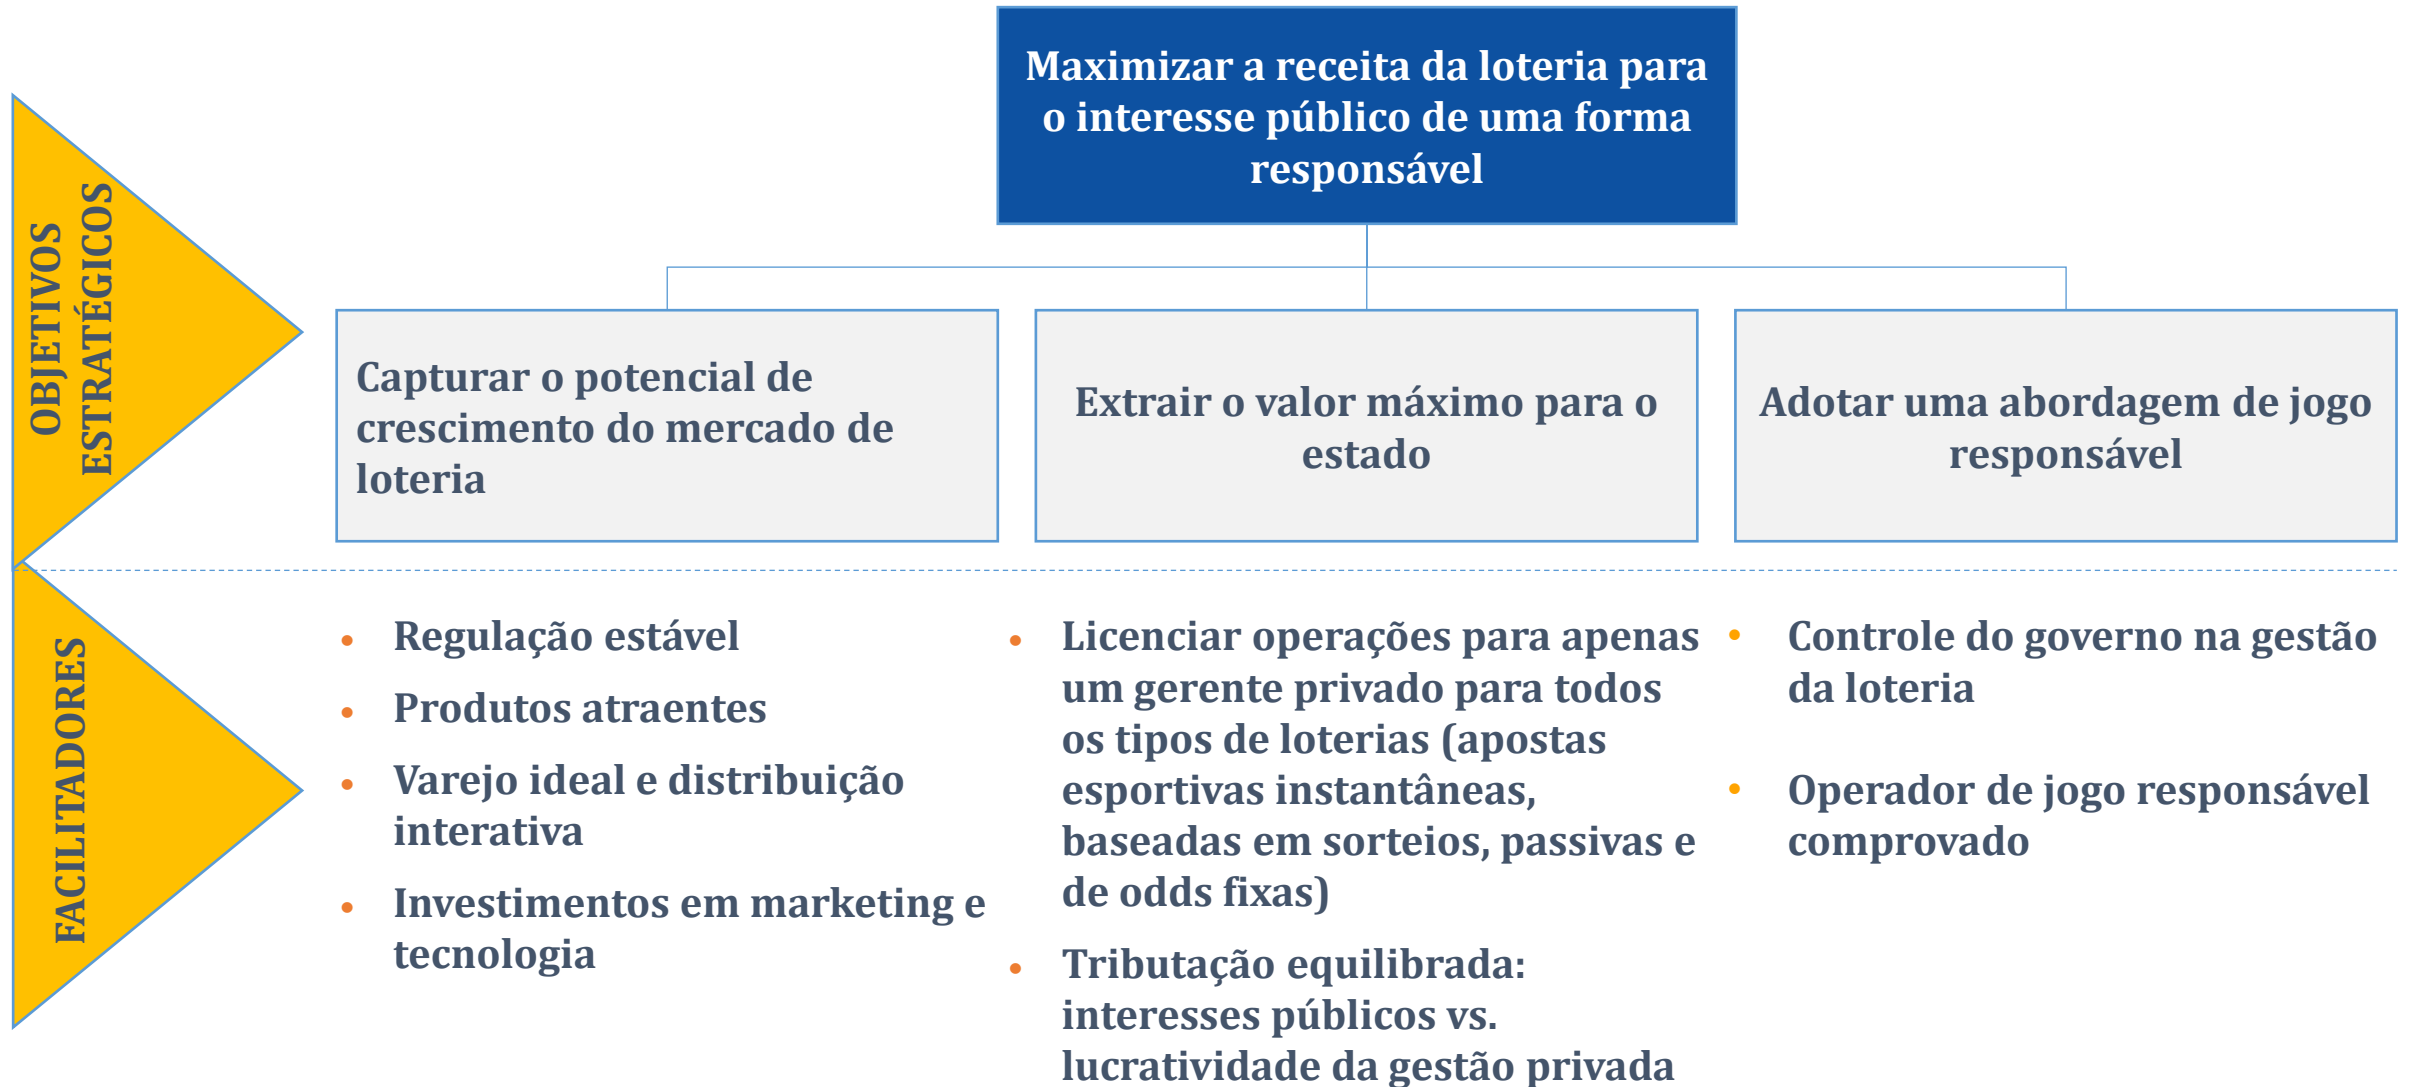 Maximizar a receita da loteria para
o interesse público de uma forma
responsável
OBJETIVOS
ESTRATÉGICOS
Capturar o potencial de
crescimento do mercado de
loteria
Extrair o valor máximo para o
estado
Adotar uma abordagem de jogo
responsável
FACILITADORES
• Regulação estável
• Produtos atraentes
• Varejo ideal e distribuição
interativa
• Investimentos em marketing e
tecnologia
• Licenciar operações para apenas
um gerente privado para todos
os tipos de loterias (apostas
esportivas instantâneas,
baseadas em sorteios, passivas e
de odds fixas)
• Tributação equilibrada:
interesses públicos vs.
lucratividade da gestão privada
• Controle do governo na gestão
da loteria
• Operador de jogo responsável
comprovado